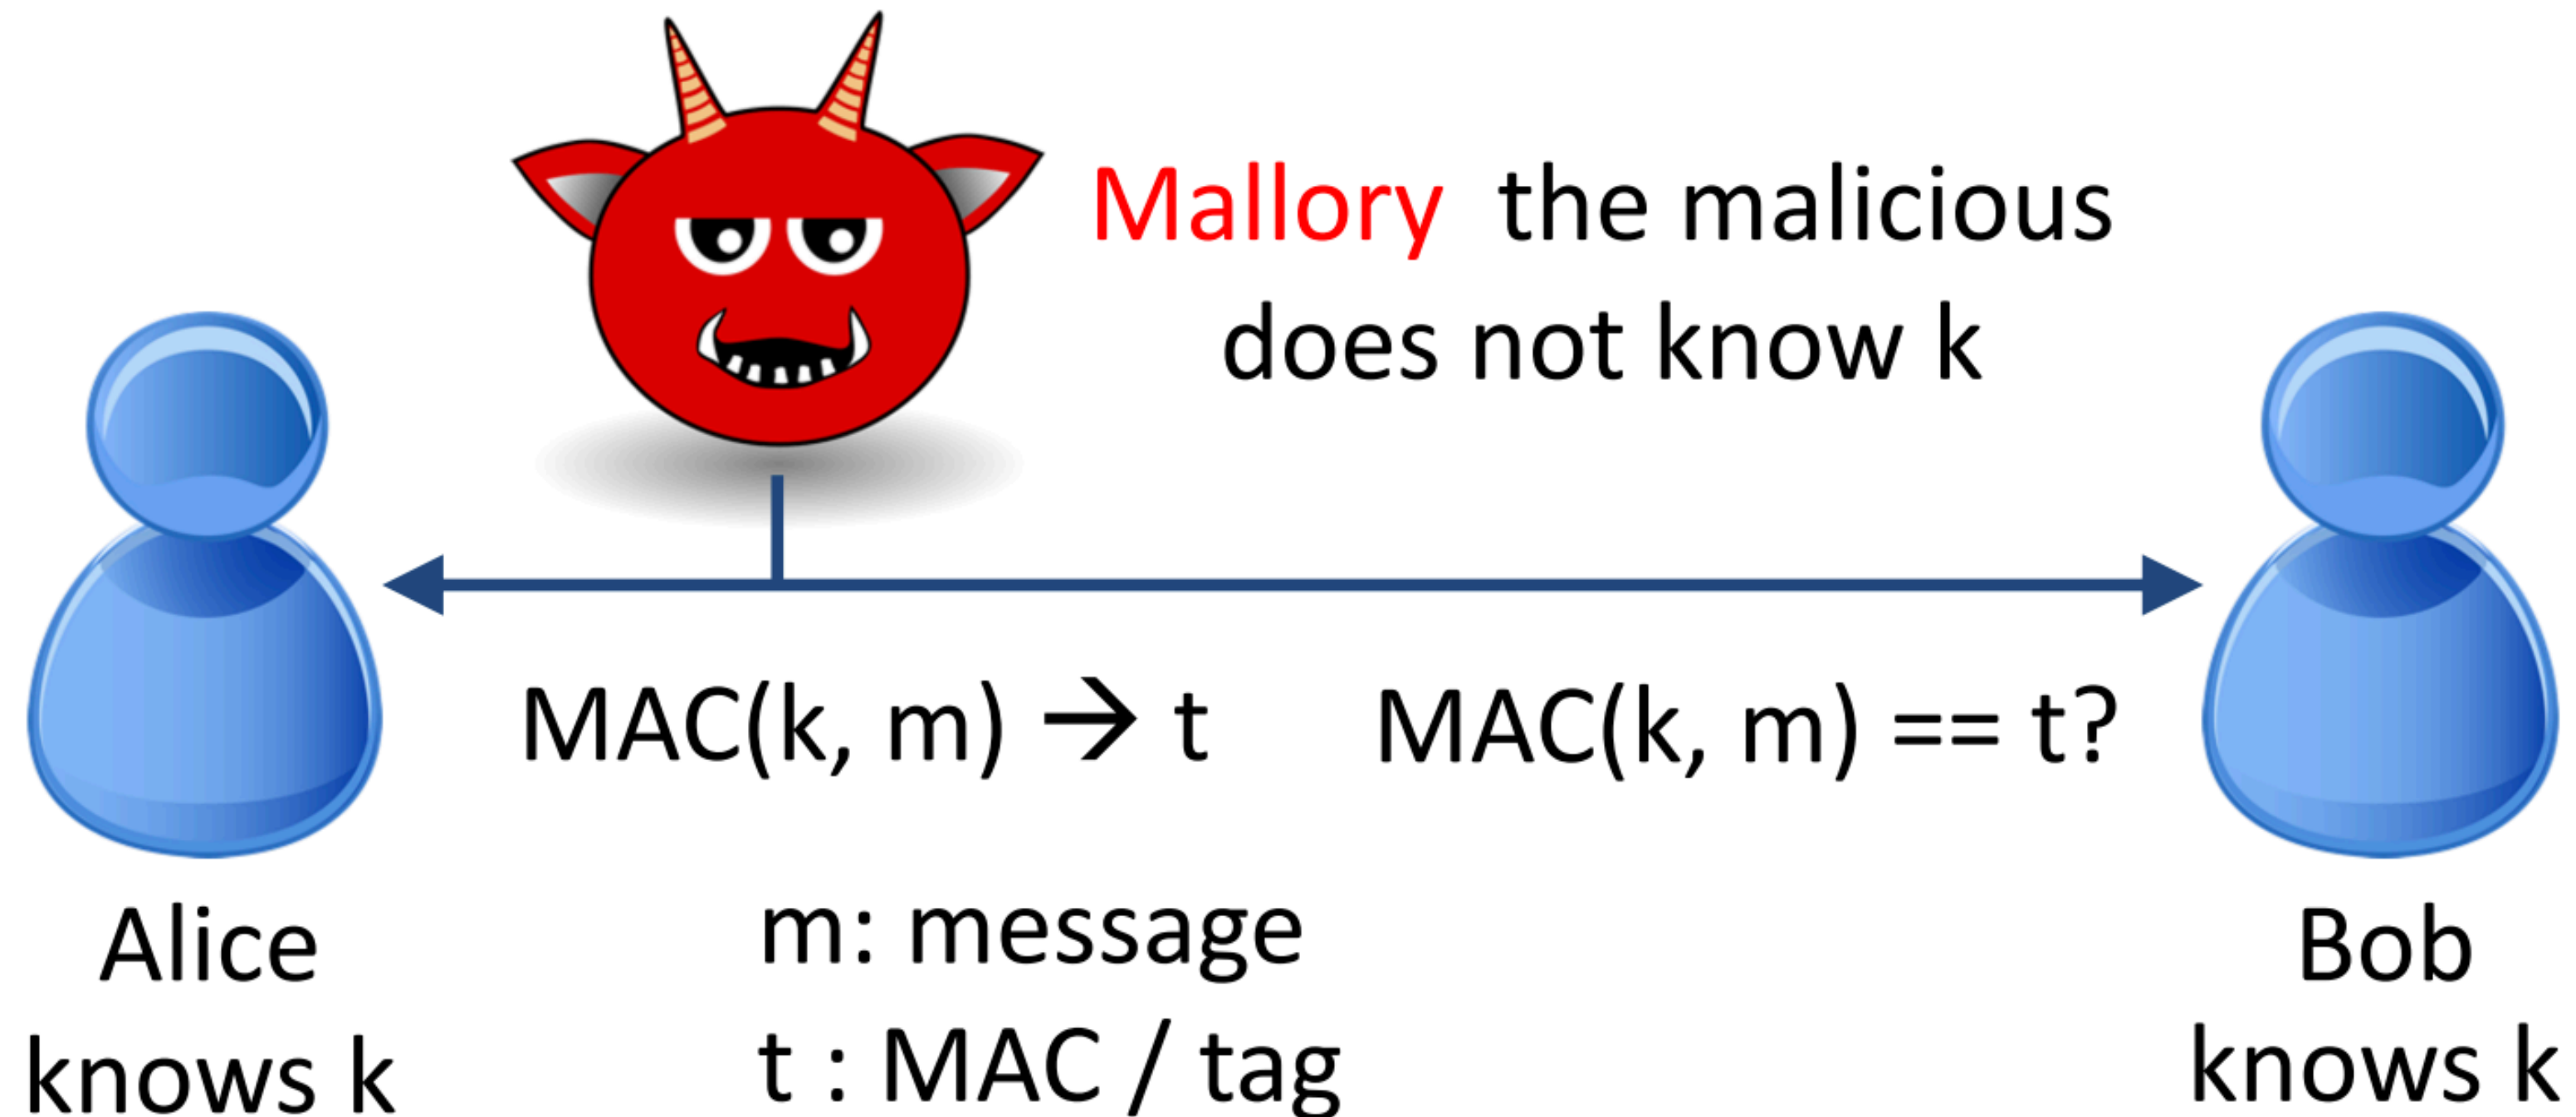 Mallory the malicious
does not know k
MAC(k, m) → t
MAC(k, m) == t?
Alice
knows k
m: message
t : MAC / tag
Bob
knows k